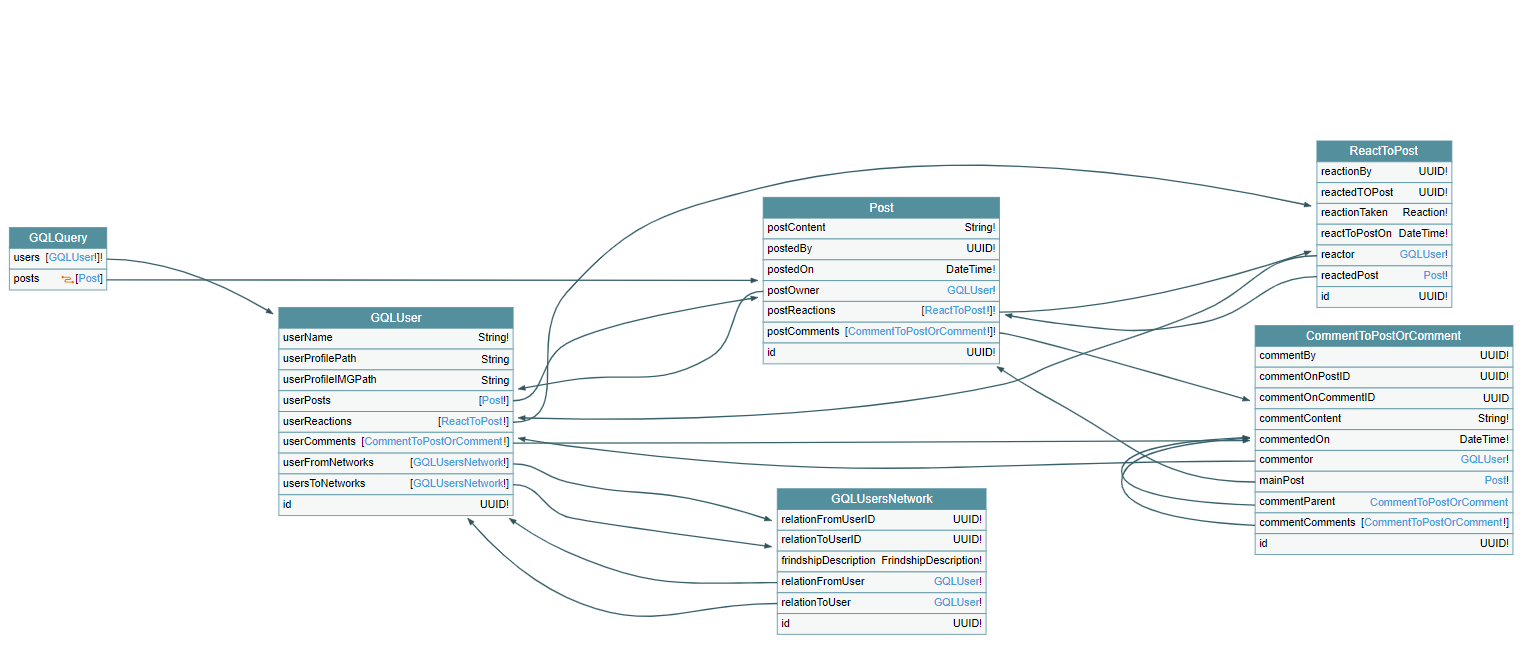 GQLQuery
users [GQLUser!]!
posts [Post]
GQLUser
userName String!
userProfilePath String
userProfileIMGPath String
userPosts [Post!]
userReactions [ReactToPost!]
userComments [CommentToPostOrComment!]
userFromNetworks [GQLUsersNetwork!]
usersToNetworks [GQLUsersNetwork!]
id UUID!
Post
postContent String!
postedBy UUID!
postedOn DateTime!
postOwner GQLUser!
postReactions [ReactToPost!]!
postComments [CommentToPostOrComment!]!
id UUID!
GQLUsersNetwork
relationFromUserID UUID!
relationToUserID UUID!
frindshipDescription FrindshipDescription!
relationFromUser GQLUser!
relationToUser GQLUser!
id UUID!
ReactToPost
reactionBy UUID!
reactedTOPost UUID!
reactionTaken Reaction!
reactToPostOn DateTime!
reactor GQLUser!
reactedPost Post!
id UUID!
CommentToPostOrComment
commentBy UUID!
commentOnPostID UUID!
commentOnCommentID UUID
commentContent String!
commentedOn DateTime!
commentor GQLUser!
mainPost Post!
commentParent CommentToPostOrComment
commentComments [CommentToPostOrComment!]
id UUID!